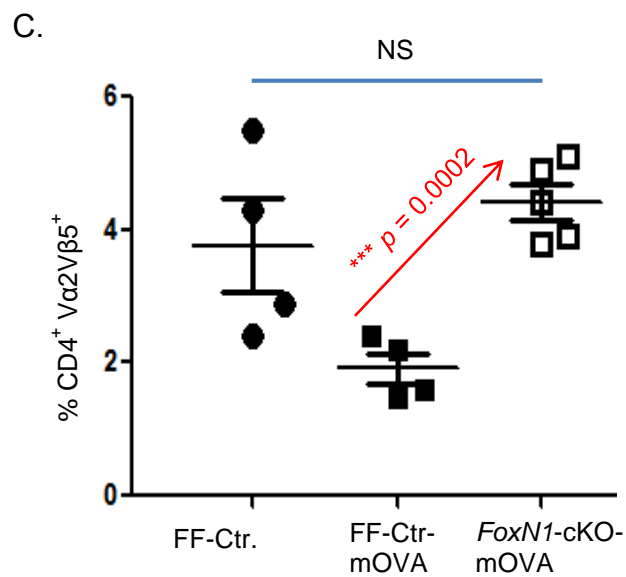 C.
NS
*** p = 0.0002
% CD4⁺ Vα2Vβ5⁺
6
4
2
0
FF-Ctr.
FF-Ctr-
mOVA
FoxN1-cKO-
mOVA